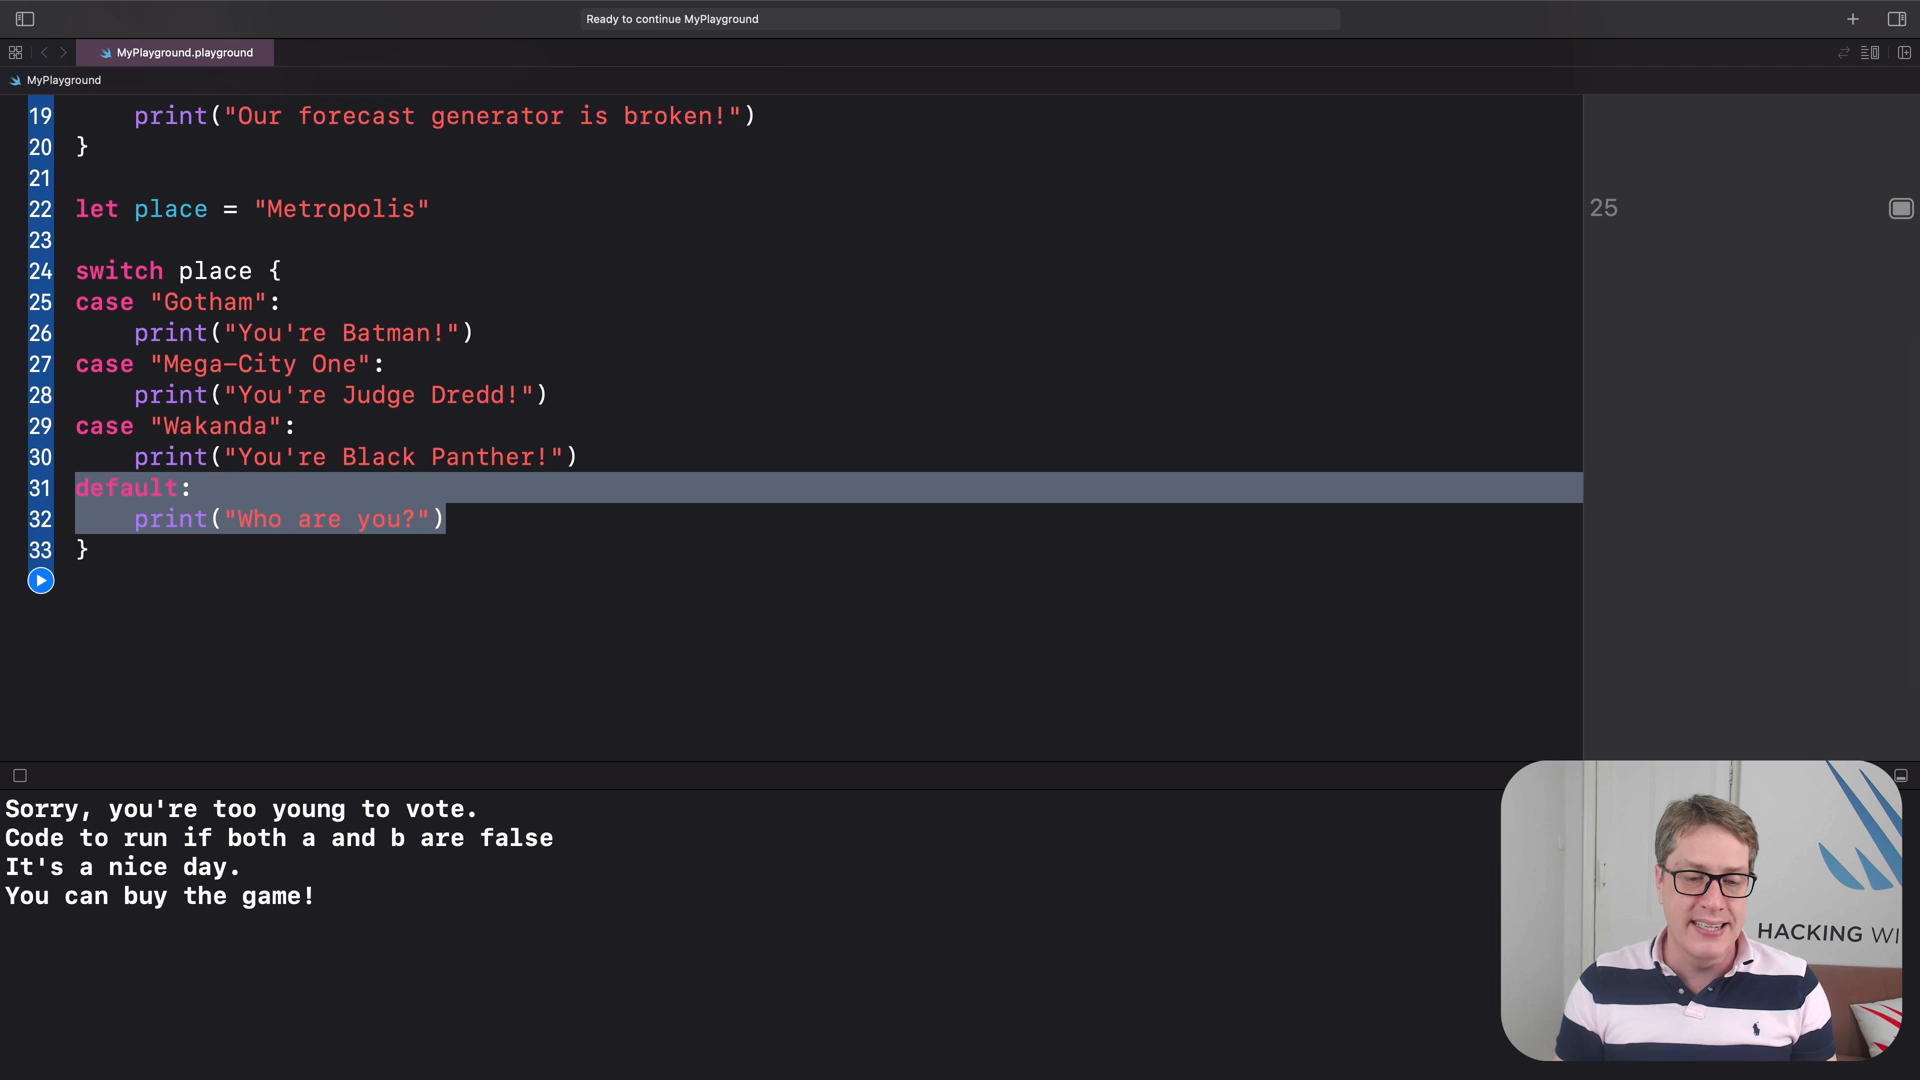 Ready to continue MyPlayground
MyPlayground.playground
MyPlayground
19     print("Our forecast generator is broken!")
20 }
21
22 let place = "Metropolis"
25
23
24 switch place {
25 case "Gotham":
26     print("You're Batman!")
27 case "Mega-City One":
28     print("You're Judge Dredd!")
29 case "Wakanda":
30     print("You're Black Panther!")
31 default:
32     print("Who are you?")
33 }
Sorry, you're too young to vote.
Code to run if both a and b are false
It's a nice day.
You can buy the game!
HACKING WI